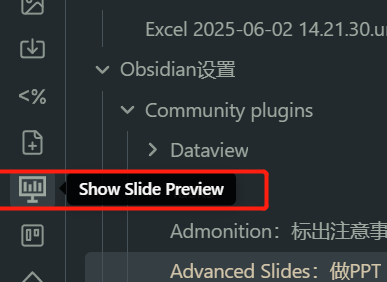 Excel 2025-06-02 14.21.30.un
Obsidian设置
Community plugins
Dataview
Show Slide Preview
Admonition：标出注意事
Advanced Slides：做PPT